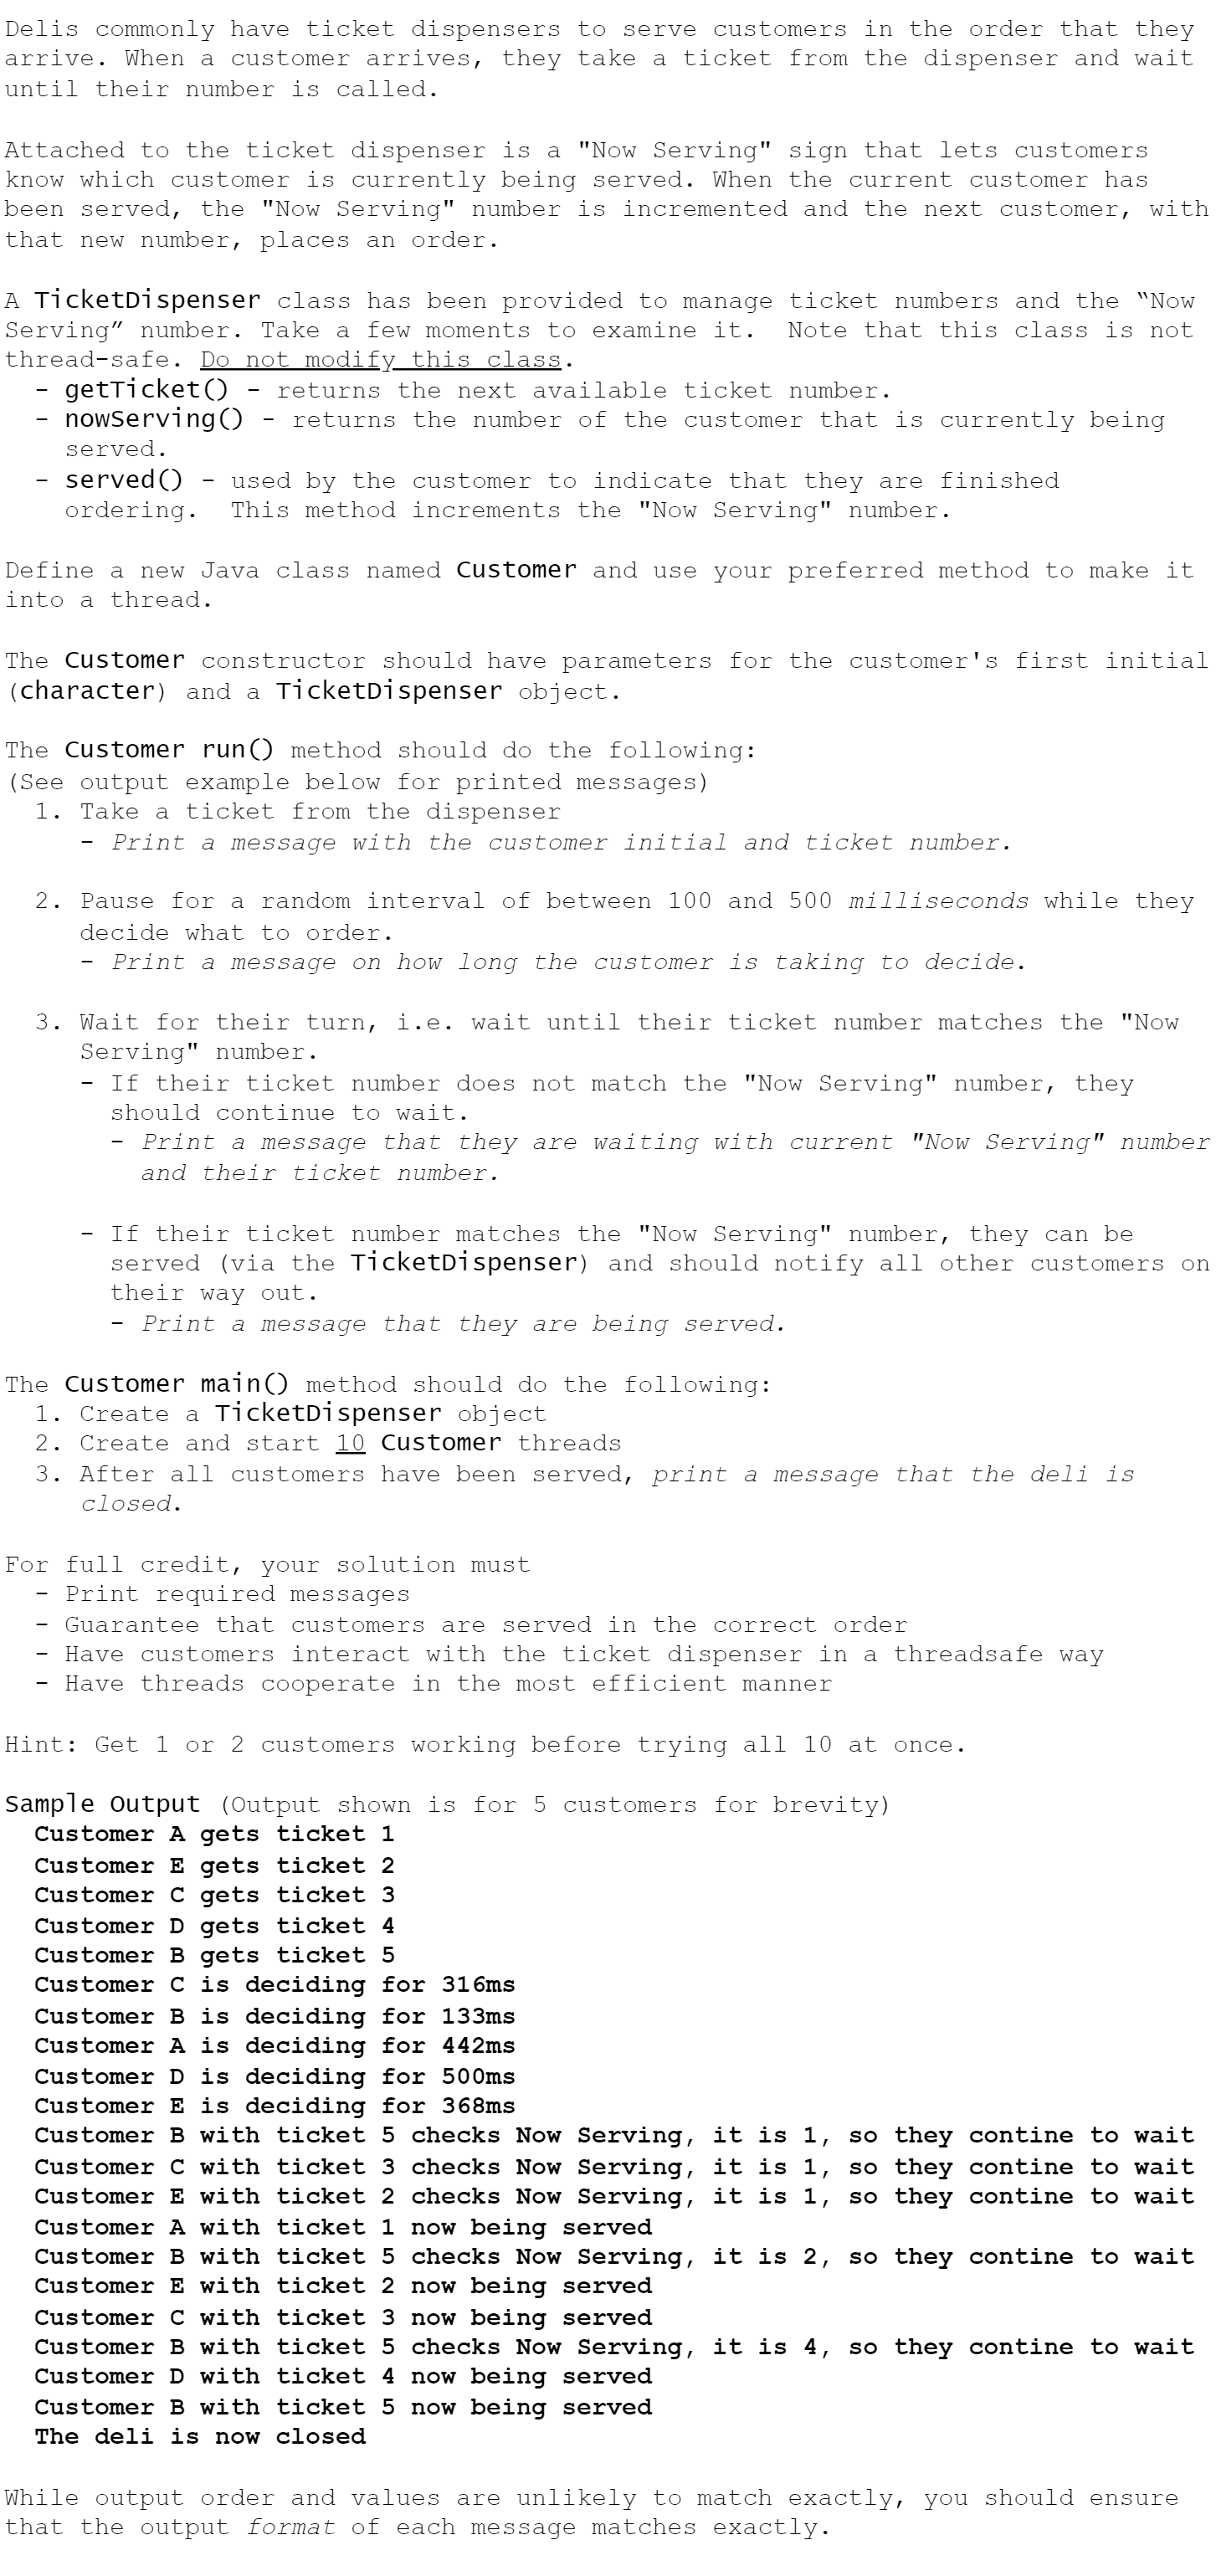 Delis commonly have ticket dispensers to serve customers in the order that they
arrive. When a customer arrives, they take a ticket from the dispenser and wait
until their number is called.
Attached to the ticket dispenser is a "Now Serving" sign that lets customers
know which customer is currently being served. When the current customer has
been served, the "Now Serving" number is incremented and the next customer, with
that new number, places an order.
A TicketDispenser class has been provided to manage ticket numbers and the “Now
Serving” number. Take a few moments to examine it.  Note that this class is not
thread-safe. Do not modify this class.
- getTicket() - returns the next available ticket number.
- nowServing() - returns the number of the customer that is currently being
served.
- served() - used by the customer to indicate that they are finished
ordering.  This method increments the "Now Serving" number.
Define a new Java class named Customer and use your preferred method to make it
into a thread.
The Customer constructor should have parameters for the customer's first initial
(character) and a TicketDispenser object.
The Customer run() method should do the following:
(See output example below for printed messages)
1. Take a ticket from the dispenser
- Print a message with the customer initial and ticket number.
2. Pause for a random interval of between 100 and 500 milliseconds while they
decide what to order.
- Print a message on how long the customer is taking to decide.
3. Wait for their turn, i.e. wait until their ticket number matches the "Now
Serving" number.
- If their ticket number does not match the "Now Serving" number, they
should continue to wait.
- Print a message that they are waiting with current "Now Serving" number
and their ticket number.
- If their ticket number matches the "Now Serving" number, they can be
served (via the TicketDispenser) and should notify all other customers on
their way out.
- Print a message that they are being served.
The Customer main() method should do the following:
1. Create a TicketDispenser object
2. Create and start 10 Customer threads
3. After all customers have been served, print a message that the deli is
closed.
For full credit, your solution must
- Print required messages
- Guarantee that customers are served in the correct order
- Have customers interact with the ticket dispenser in a threadsafe way
- Have threads cooperate in the most efficient manner
Hint: Get 1 or 2 customers working before trying all 10 at once.
Sample Output (Output shown is for 5 customers for brevity)
Customer A gets ticket 1
Customer E gets ticket 2
Customer C gets ticket 3
Customer D gets ticket 4
Customer B gets ticket 5
Customer C is deciding for 316ms
Customer B is deciding for 133ms
Customer A is deciding for 442ms
Customer D is deciding for 500ms
Customer E is deciding for 368ms
Customer B with ticket 5 checks Now Serving, it is 1, so they contine to wait
Customer C with ticket 3 checks Now Serving, it is 1, so they contine to wait
Customer E with ticket 2 checks Now Serving, it is 1, so they contine to wait
Customer A with ticket 1 now being served
Customer B with ticket 5 checks Now Serving, it is 2, so they contine to wait
Customer E with ticket 2 now being served
Customer C with ticket 3 now being served
Customer B with ticket 5 checks Now Serving, it is 4, so they contine to wait
Customer D with ticket 4 now being served
Customer B with ticket 5 now being served
The deli is now closed
While output order and values are unlikely to match exactly, you should ensure
that the output format of each message matches exactly.